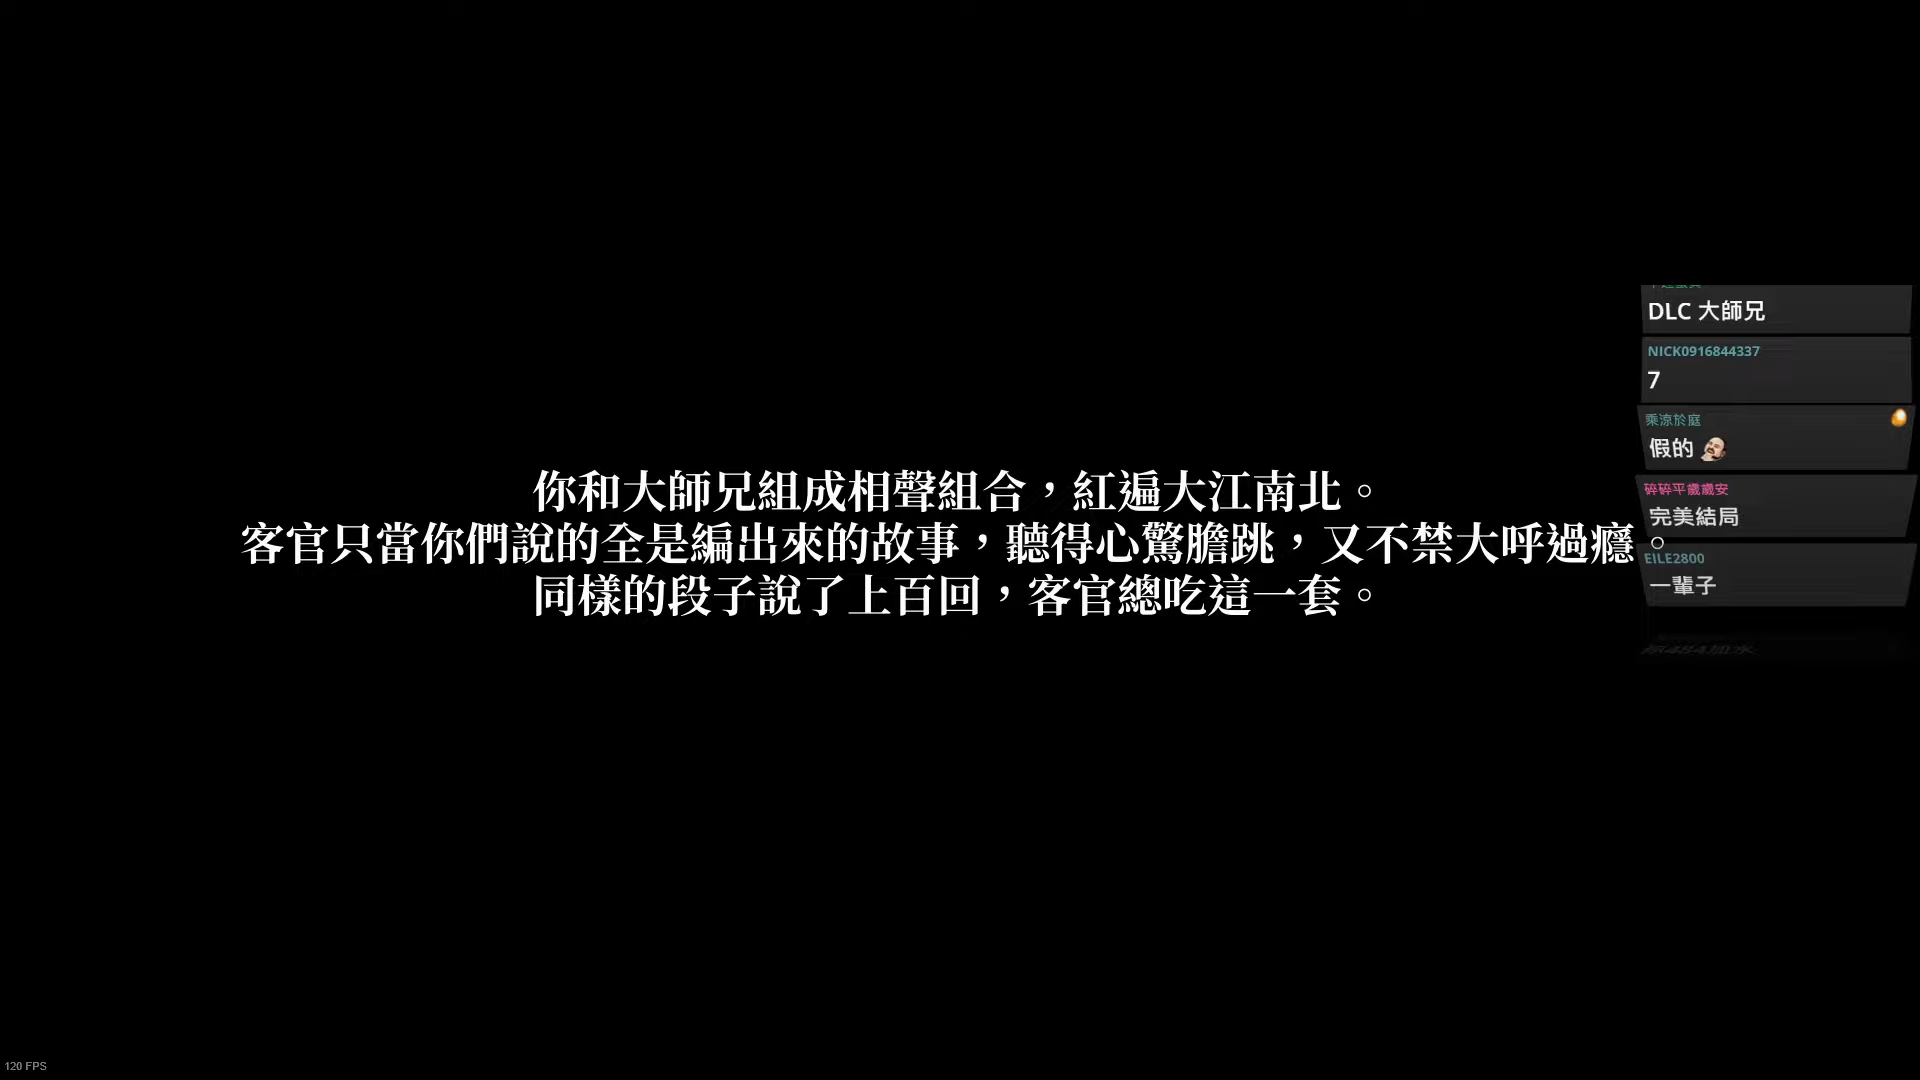 你和大師兄組成相聲組合，紅遍大江南北。
客官只當你們說的全是編出來的故事，聽得心驚膽跳，又不禁大呼過癮。
同樣的段子說了上百回，客官總吃這一套。
DLC 大師兄
NICK0916844337
7
乘涼於庭
假的
碎碎平歲歲安
完美結局
EILE2800
一輩子
120 FPS